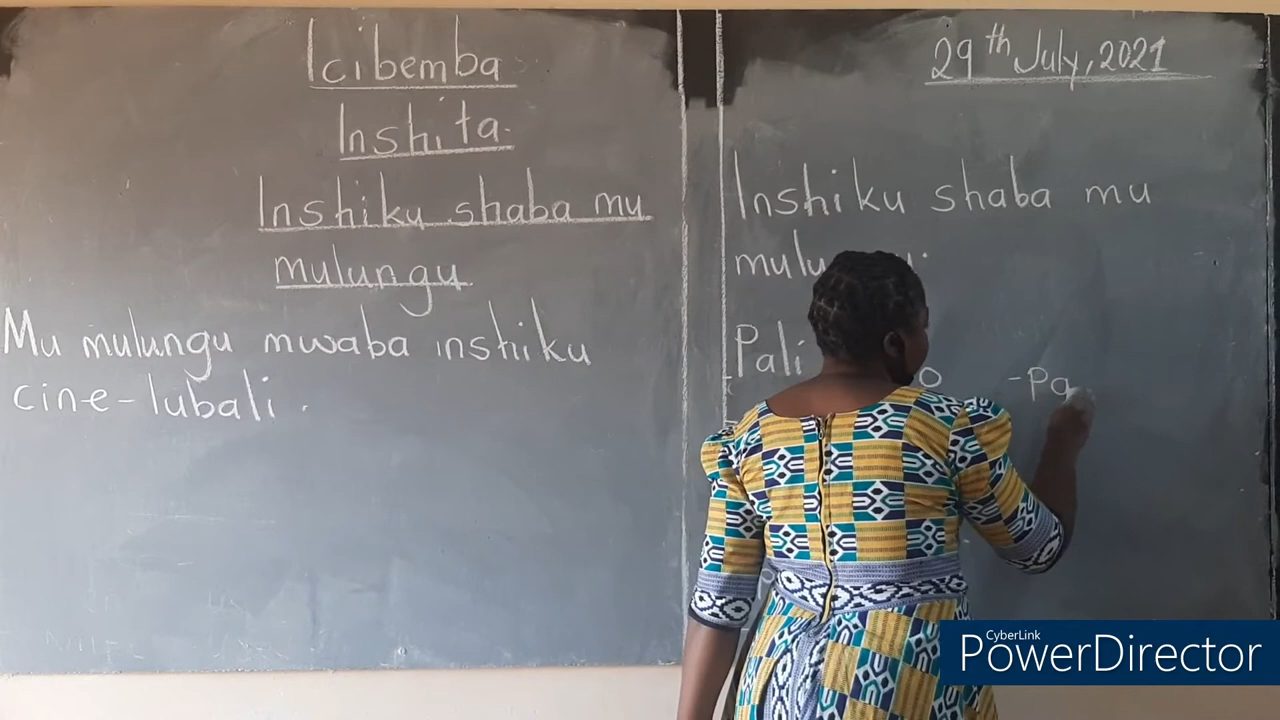 Icibemba
Inshita.
Inshiku shaba mu
mulungu.
Mu mulungu mwaba inshiku
cine-lubali.
29th July, 2021
Inshiku shaba mu
Pali
-Pa
CyberLink
PowerDirector